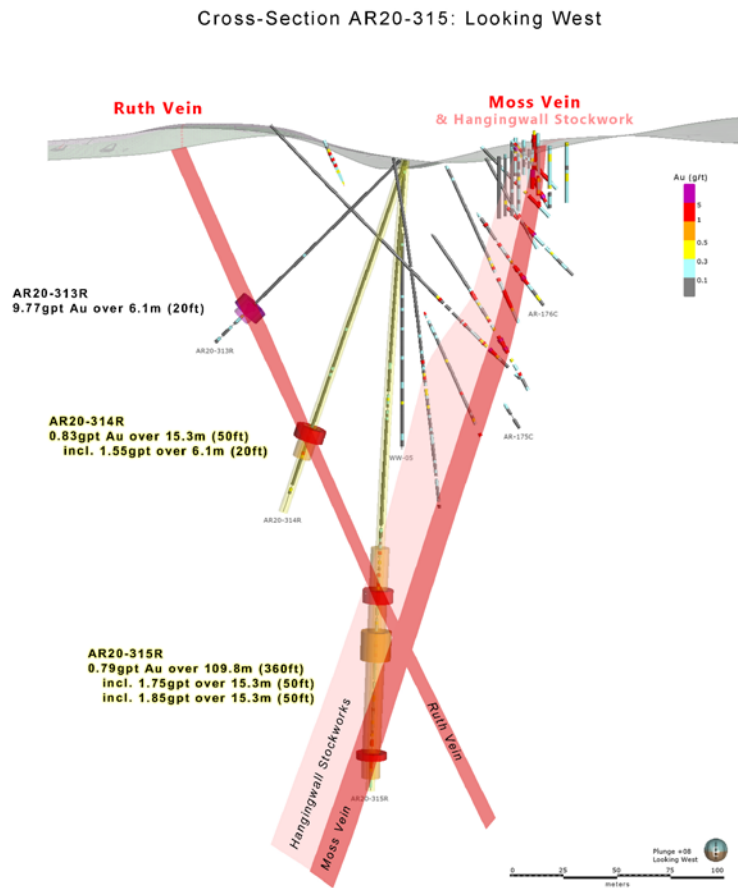 Cross-Section AR20-315: Looking West
Ruth Vein
Moss Vein
& Hangingwall Stockwork
Au (g/t)
5
1
0.5
0.3
0.1
AR20-313R
9.77gpt Au over 6.1m (20ft)
AR20-313R
AR-176C
AR-175C
AR20-314R
0.83gpt Au over 15.3m (50ft)
incl. 1.55gpt over 6.1m (20ft)
WW-05
AR20-314R
AR20-315R
0.79gpt Au over 109.8m (360ft)
incl. 1.75gpt over 15.3m (50ft)
incl. 1.85gpt over 15.3m (50ft)
Hangingwall Stockworks
Moss Vein
Ruth Vein
AR20-315R
Plunge +08
Looking West
0 25 50 75 100
meters